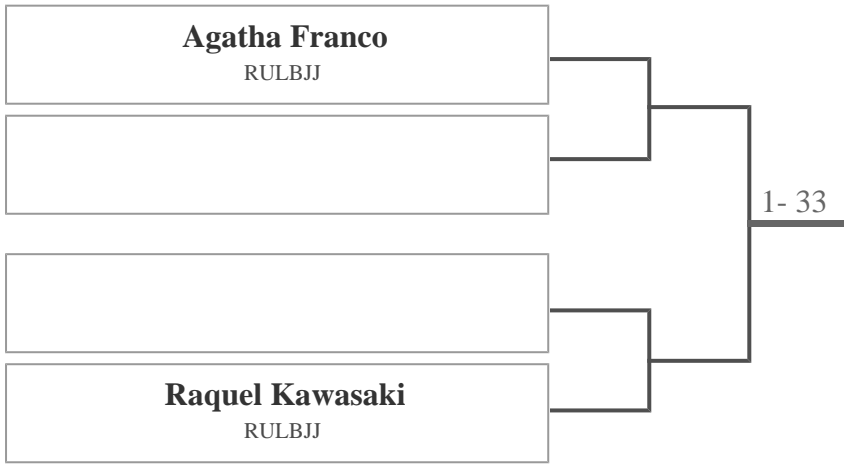 Agatha Franco
RULBJJ
1- 33
Raquel Kawasaki
RULBJJ